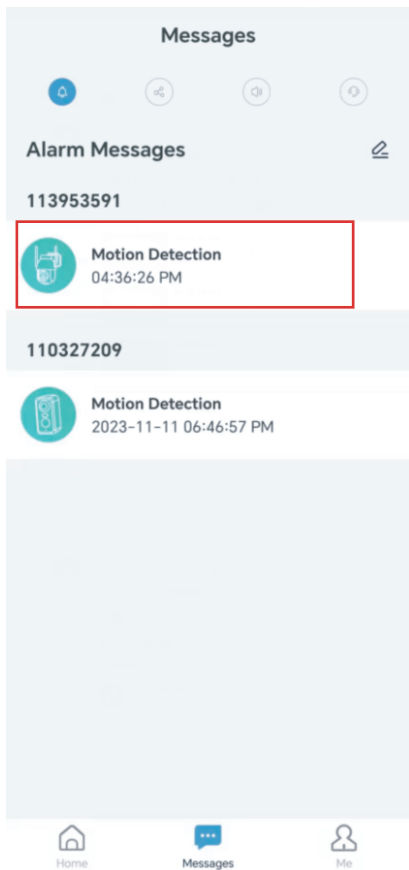 Messages
Alarm Messages
113953591
Motion Detection
04:36:26 PM
110327209
Motion Detection
2023-11-11 06:46:57 PM
Home
Messages
Me